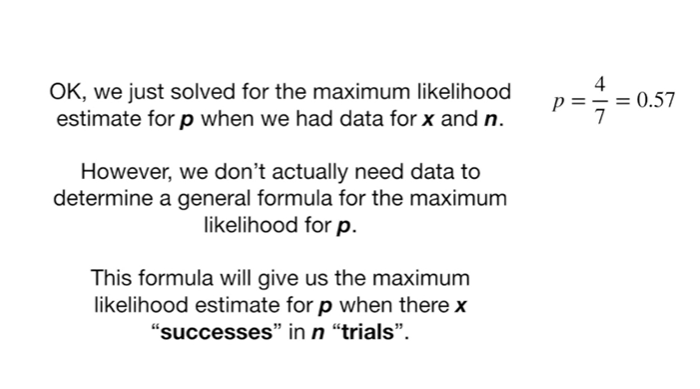 OK, we just solved for the maximum likelihood
estimate for p when we had data for x and n.
p = 4/7 = 0.57
However, we don’t actually need data to
determine a general formula for the maximum
likelihood for p.
This formula will give us the maximum
likelihood estimate for p when there x
“successes” in n “trials”.